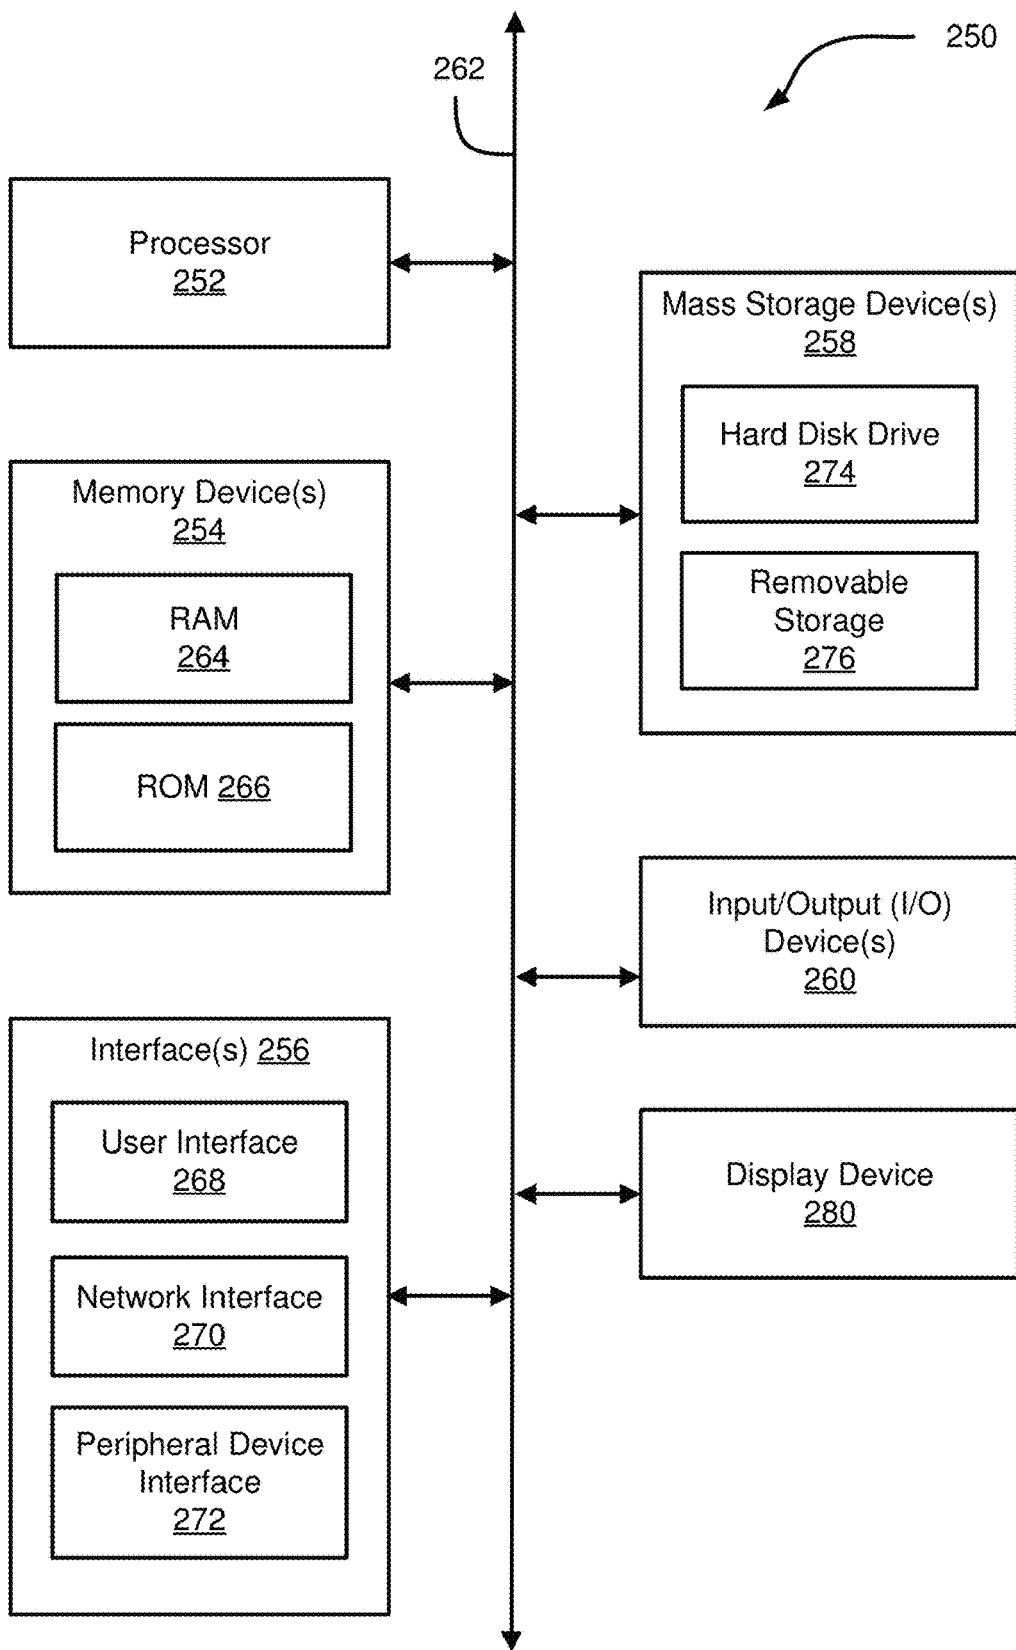 250
262
Processor
252
Mass Storage Device(s)
258
Hard Disk Drive
274
Removable
Storage
276
Memory Device(s)
254
RAM
264
ROM 266
Input/Output (I/O)
Device(s)
260
Interface(s) 256
User Interface
268
Network Interface
270
Peripheral Device
Interface
272
Display Device
280